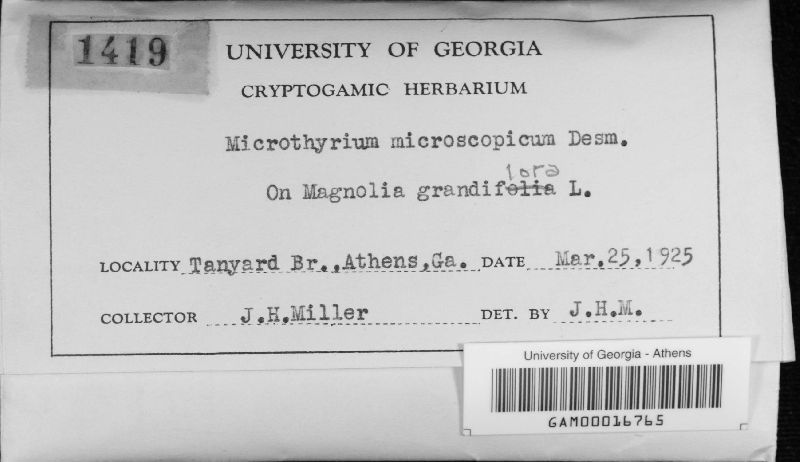 1419
UNIVERSITY OF GEORGIA
CRYPTOGAMIC HERBARIUM
Microthyrium microscopicum Desm.
lora
On Magnolia grandifolia L.
LOCALITY Tanyard Br., Athens, Ga. DATE Mar. 25, 1925
COLLECTOR J.H.Miller DET. BY J.H.M.
University of Georgia - Athens
GAM00016765